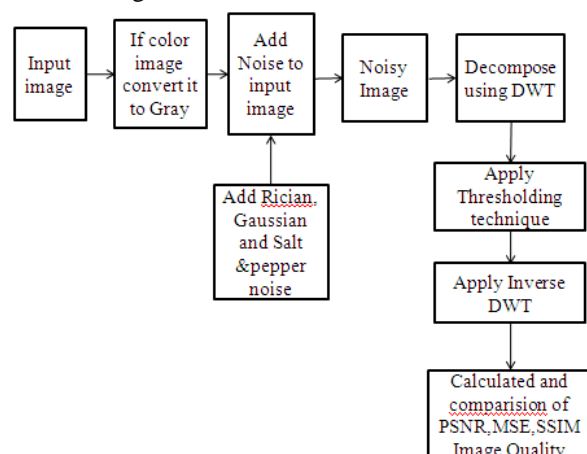 Input
image
If color
image
convert it
to Gray
Add
Noise to
input
image
Noisy
Image
Decompose
using DWT
Add Rician,
Gaussian
and Salt
&pepper
noise
Apply
Thresholding
technique
Apply Inverse
DWT
Calculated and
comparision of
PSNR,MSE,SSIM
Image Quality